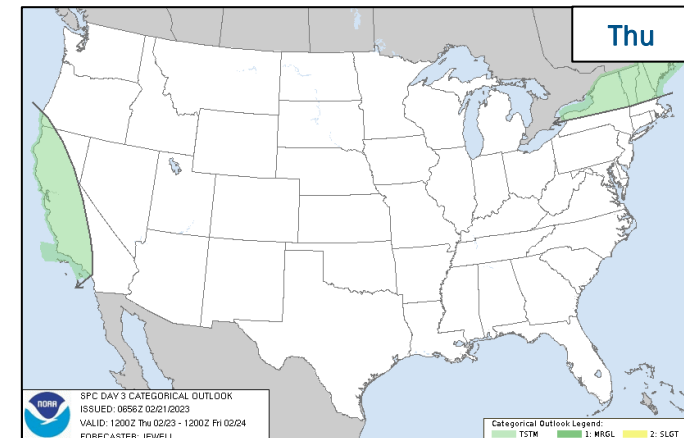 Thu
NOAA
SPC DAY 3 CATEGORICAL OUTLOOK
ISSUED: 0656Z 02/21/2023
VALID: 1200Z Thu 02/23 - 1200Z Fri 02/24
FORECASTER: JEWELL
Categorical Outlook Legend:
TSTM 1: MRGL 2: SLGT